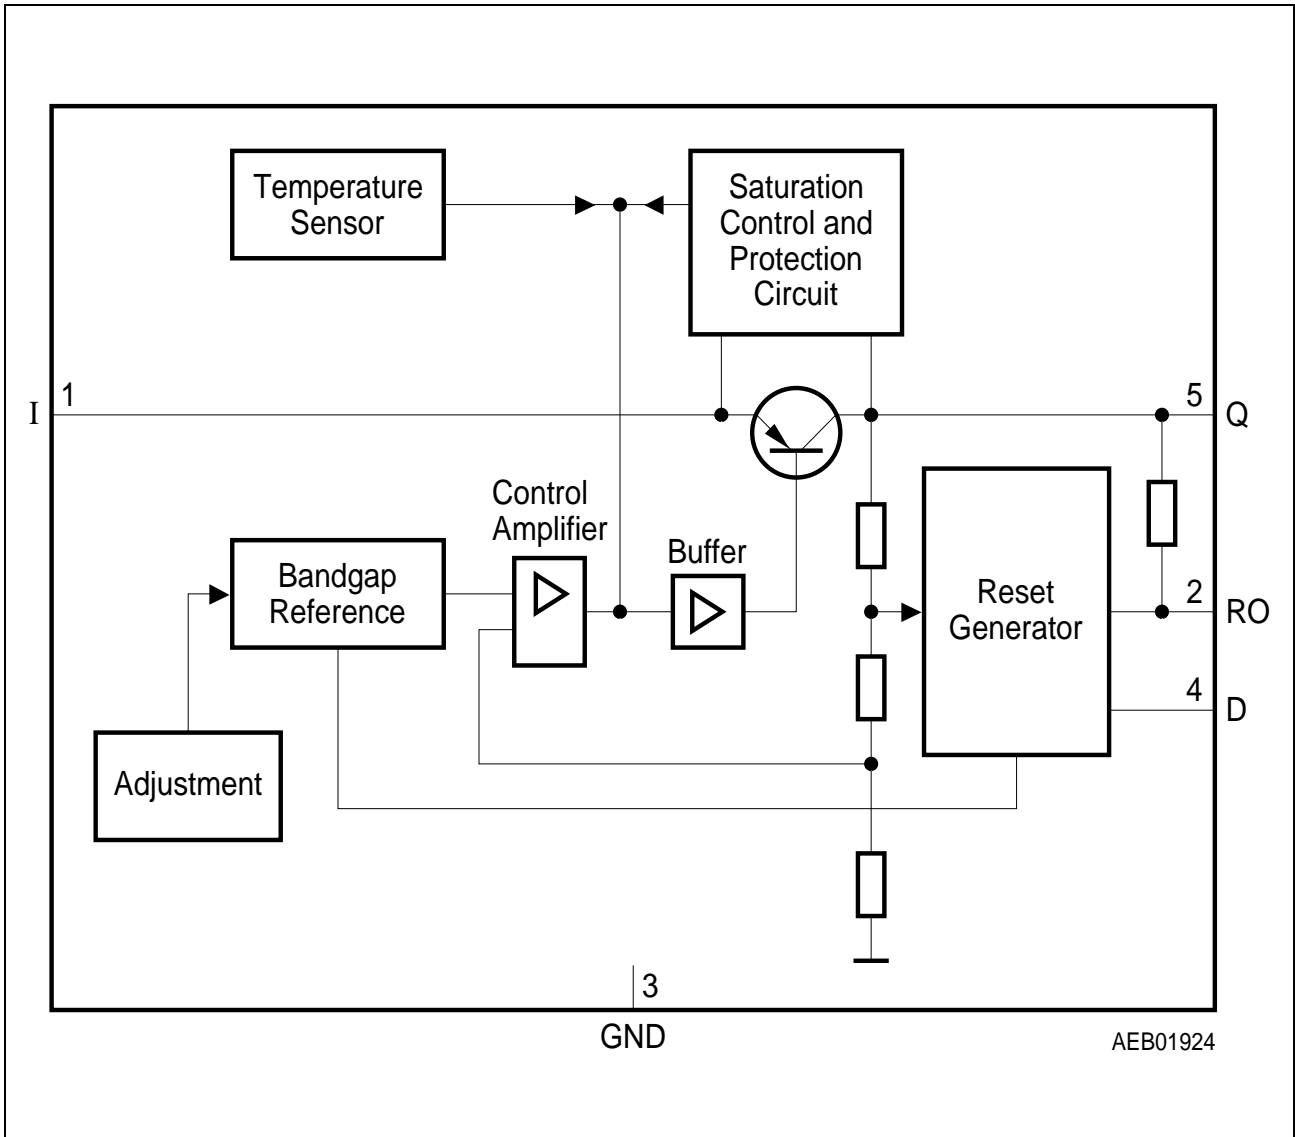 Temperature
Sensor
Saturation
Control and
Protection
Circuit
1
I
5
Q
Control
Amplifier
Buffer
Bandgap
Reference
Reset
Generator
2
RO
4
D
Adjustment
3
GND
AEB01924